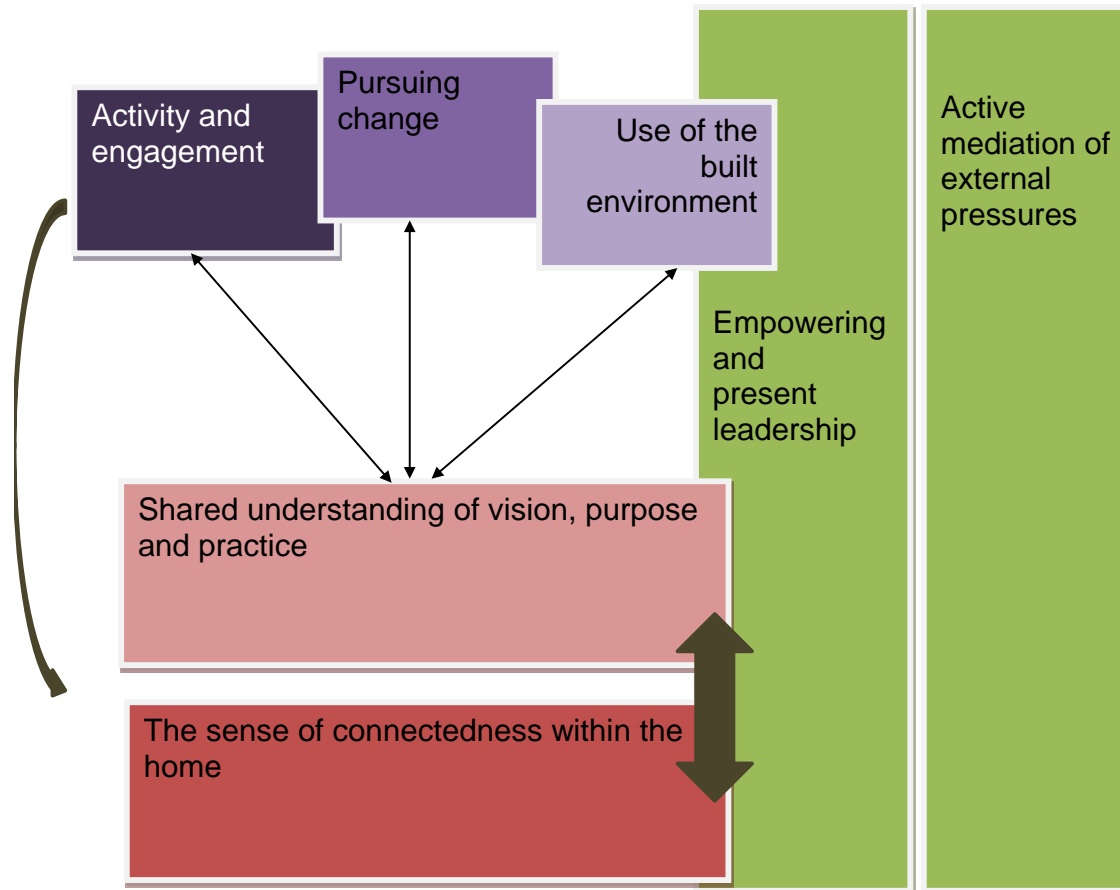 Activity and
engagement
Pursuing
change
Use of the
built
environment
Empowering
and
present
leadership
Active
mediation of
external
pressures
Shared understanding of vision, purpose
and practice
The sense of connectedness within the
home